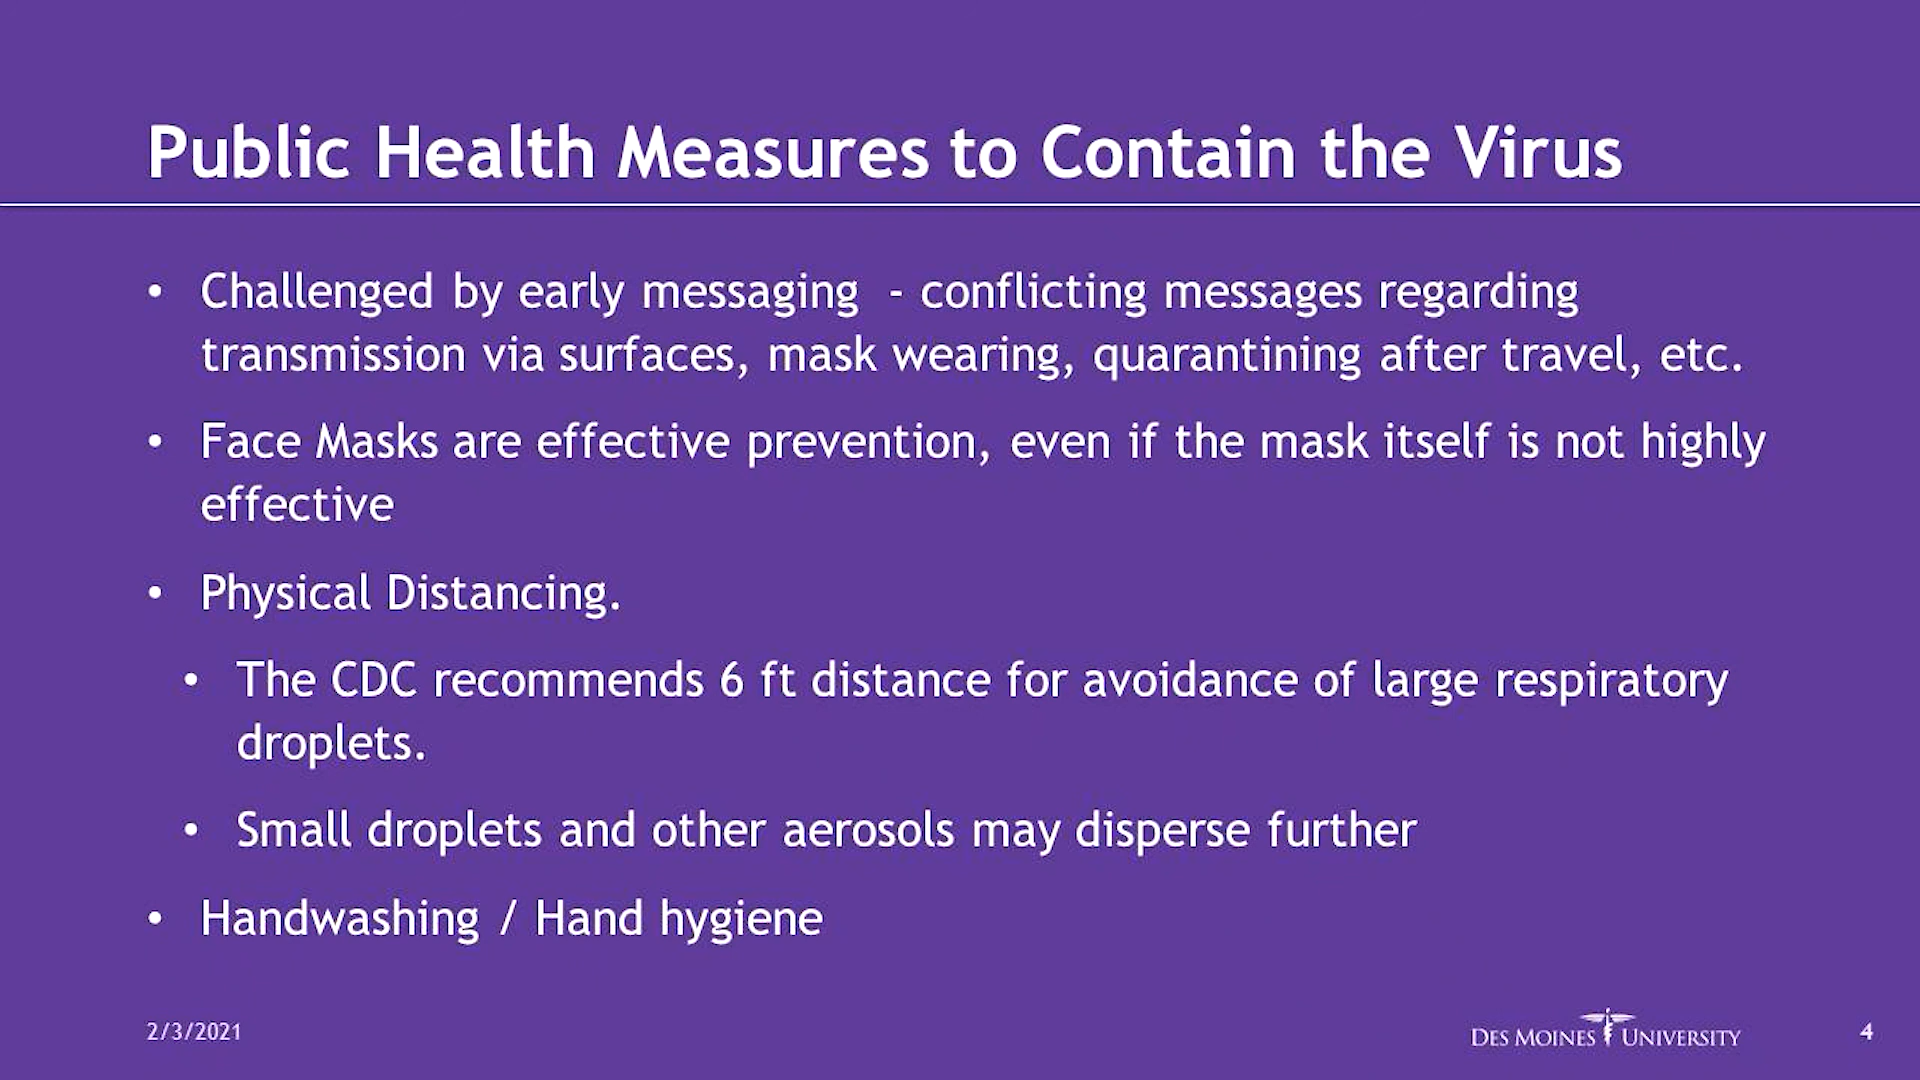 Public Health Measures to Contain the Virus
• Challenged by early messaging  - conflicting messages regarding
transmission via surfaces, mask wearing, quarantining after travel, etc.
• Face Masks are effective prevention, even if the mask itself is not highly
effective
• Physical Distancing.
• The CDC recommends 6 ft distance for avoidance of large respiratory
droplets.
• Small droplets and other aerosols may disperse further
• Handwashing / Hand hygiene
2/3/2021
DES MOINES UNIVERSITY
4